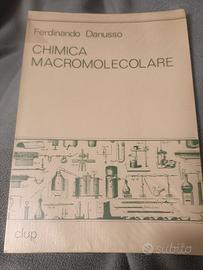 Ferdinando Danusso
CHIMICA
MACROMOLECOLARE
clup
subito